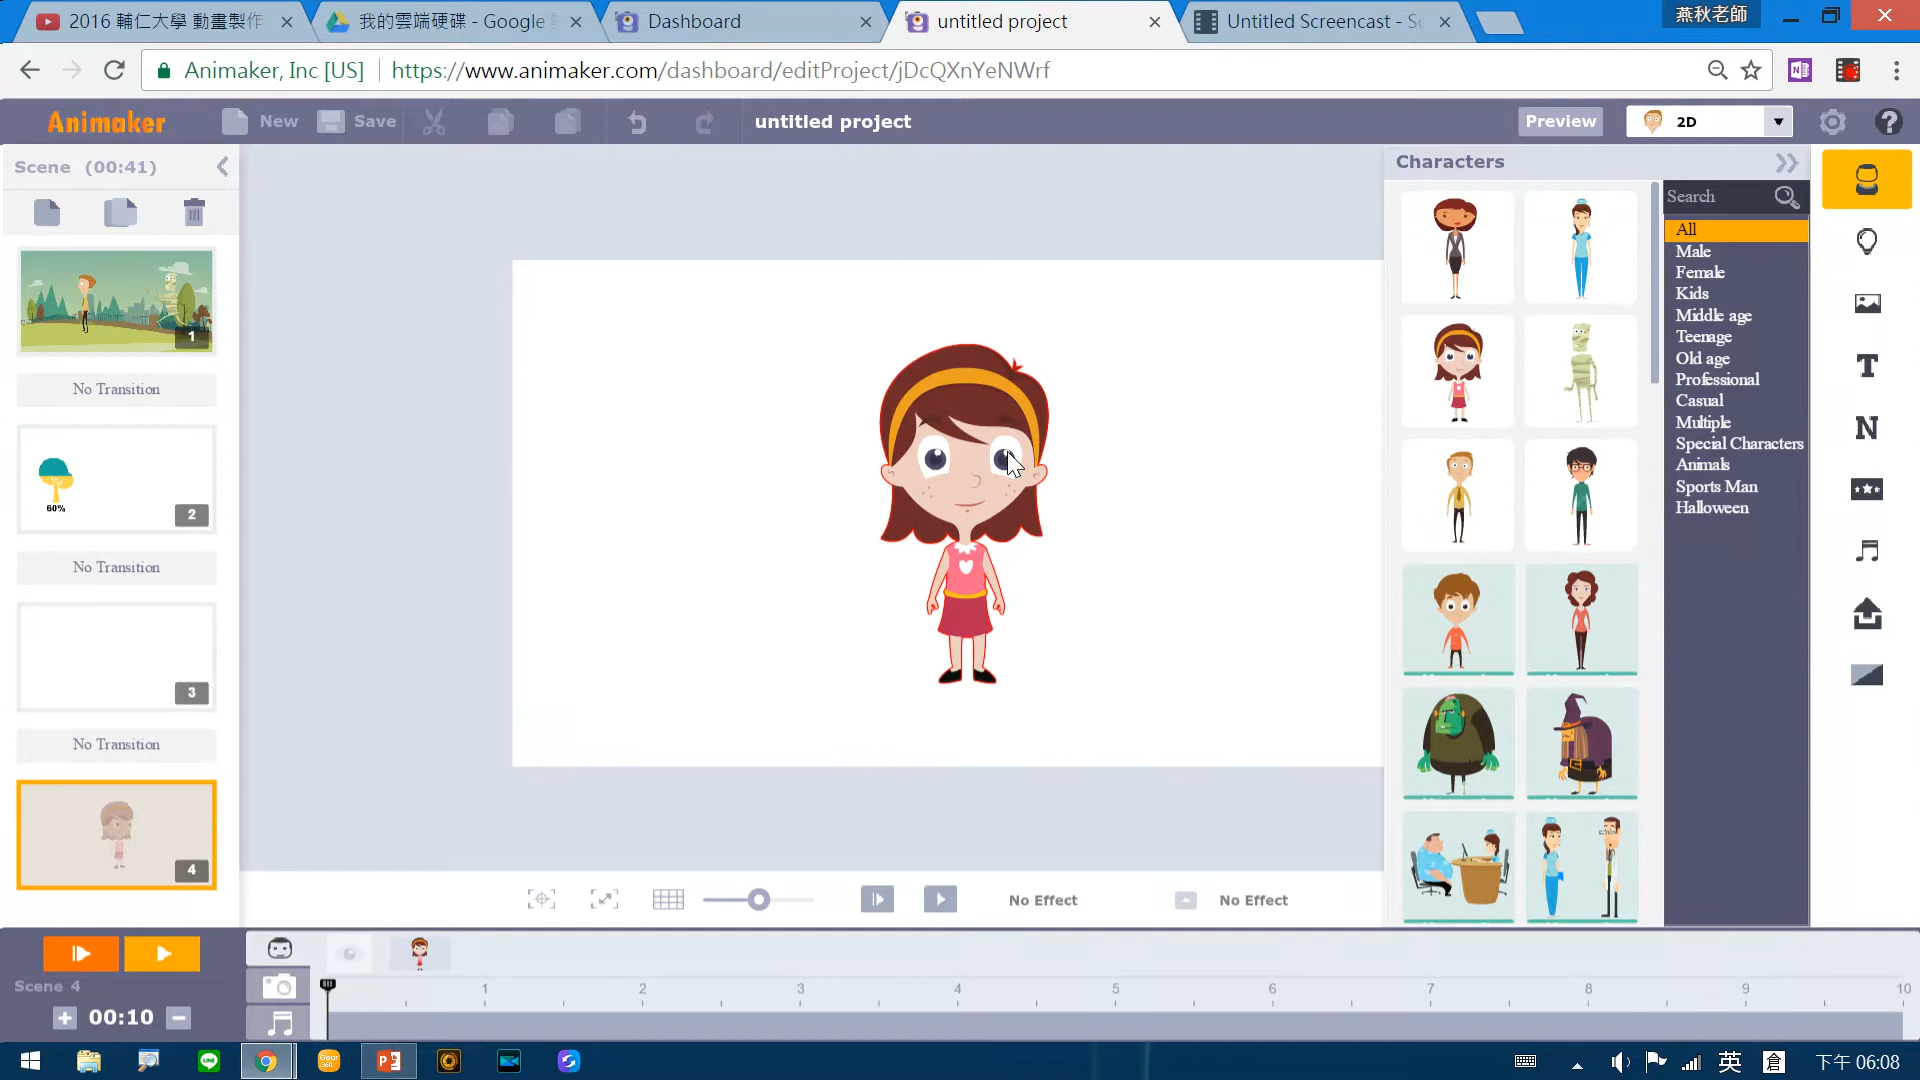 2016 輔仁大學 動畫製作
我的雲端硬碟 - Google
Dashboard
untitled project
Untitled Screencast - Sc
燕秋老師
Animaker, Inc [US]
https://www.animaker.com/dashboard/editProject/jDcQXnYeNWrf
Animaker
New
Save
untitled project
Preview
2D
Scene (00:41)
Characters
Search
All
Male
Female
Kids
Middle age
Teenage
Old age
Professional
Casual
Multiple
Special Characters
Animals
Sports Man
Halloween
1
No Transition
60%
2
No Transition
3
No Transition
4
No Effect
No Effect
Scene 4
00:10
1 2 3 4 5 6 7 8 9 10
英
倉
下午 06:08